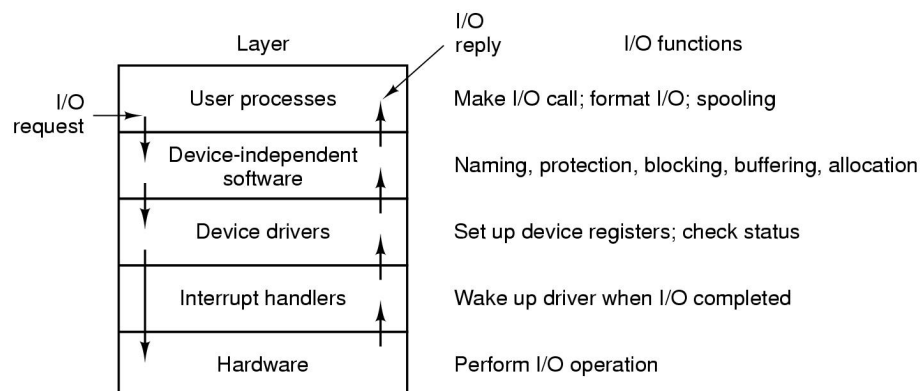 Layer
I/O
reply
I/O functions
I/O
request
User processes
Make I/O call; format I/O; spooling
Device-independent
software
Naming, protection, blocking, buffering, allocation
Device drivers
Set up device registers; check status
Interrupt handlers
Wake up driver when I/O completed
Hardware
Perform I/O operation